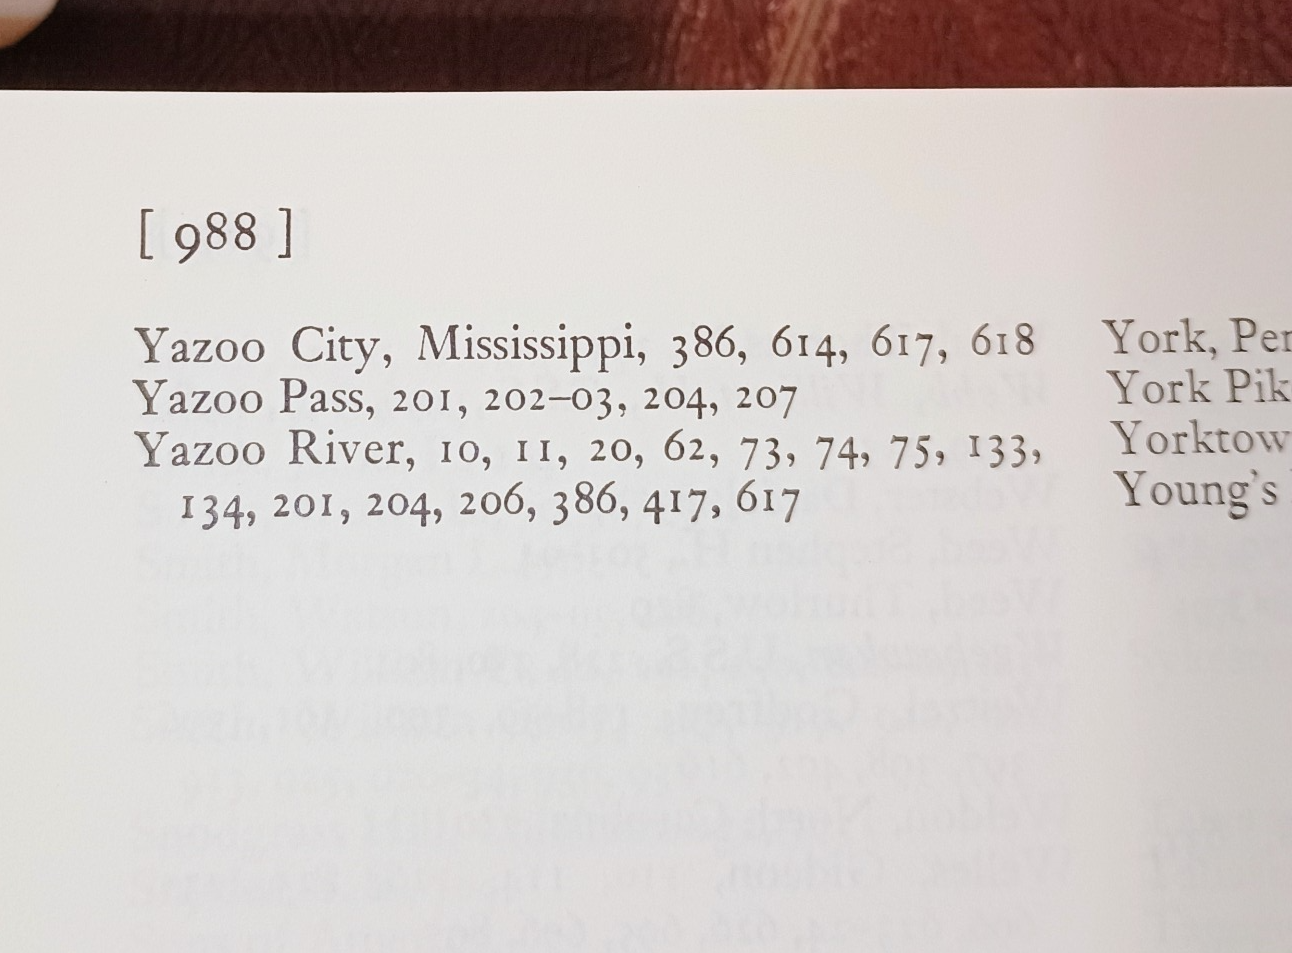 [ 988 ]
Yazoo City, Mississippi, 386, 614, 617, 618
Yazoo Pass, 201, 202–03, 204, 207
Yazoo River, 10, 11, 20, 62, 73, 74, 75, 133,
134, 201, 204, 206, 386, 417, 617
York, Per
York Pik
Yorktow
Young's